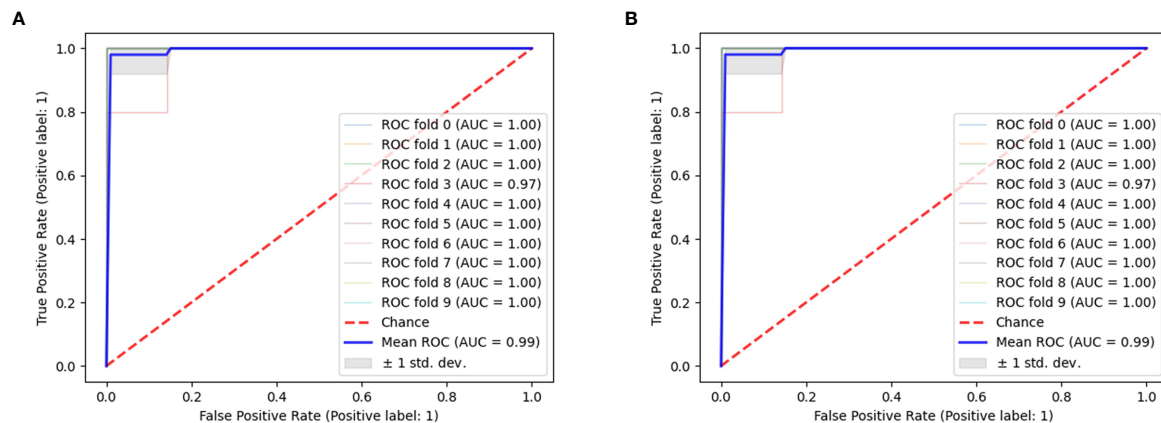 A
True Positive Rate (Positive label: 1)
1.0
0.8
0.6
0.4
0.2
0.0
ROC fold 0 (AUC = 1.00)
ROC fold 1 (AUC = 1.00)
ROC fold 2 (AUC = 1.00)
ROC fold 3 (AUC = 0.97)
ROC fold 4 (AUC = 1.00)
ROC fold 5 (AUC = 1.00)
ROC fold 6 (AUC = 1.00)
ROC fold 7 (AUC = 1.00)
ROC fold 8 (AUC = 1.00)
ROC fold 9 (AUC = 1.00)
Chance
Mean ROC (AUC = 0.99)
± 1 std. dev.
0.0 0.2 0.4 0.6 0.8 1.0
False Positive Rate (Positive label: 1)
B
True Positive Rate (Positive label: 1)
1.0
0.8
0.6
0.4
0.2
0.0
ROC fold 0 (AUC = 1.00)
ROC fold 1 (AUC = 1.00)
ROC fold 2 (AUC = 1.00)
ROC fold 3 (AUC = 0.97)
ROC fold 4 (AUC = 1.00)
ROC fold 5 (AUC = 1.00)
ROC fold 6 (AUC = 1.00)
ROC fold 7 (AUC = 1.00)
ROC fold 8 (AUC = 1.00)
ROC fold 9 (AUC = 1.00)
Chance
Mean ROC (AUC = 0.99)
± 1 std. dev.
0.0 0.2 0.4 0.6 0.8 1.0
False Positive Rate (Positive label: 1)